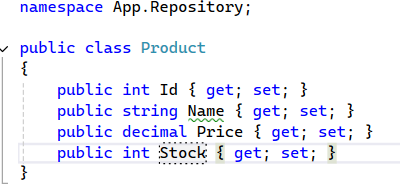 namespace App.Repository;
public class Product
{
public int Id { get; set; }
public string Name { get; set; }
public decimal Price { get; set; }
public int Stock { get; set; }
}